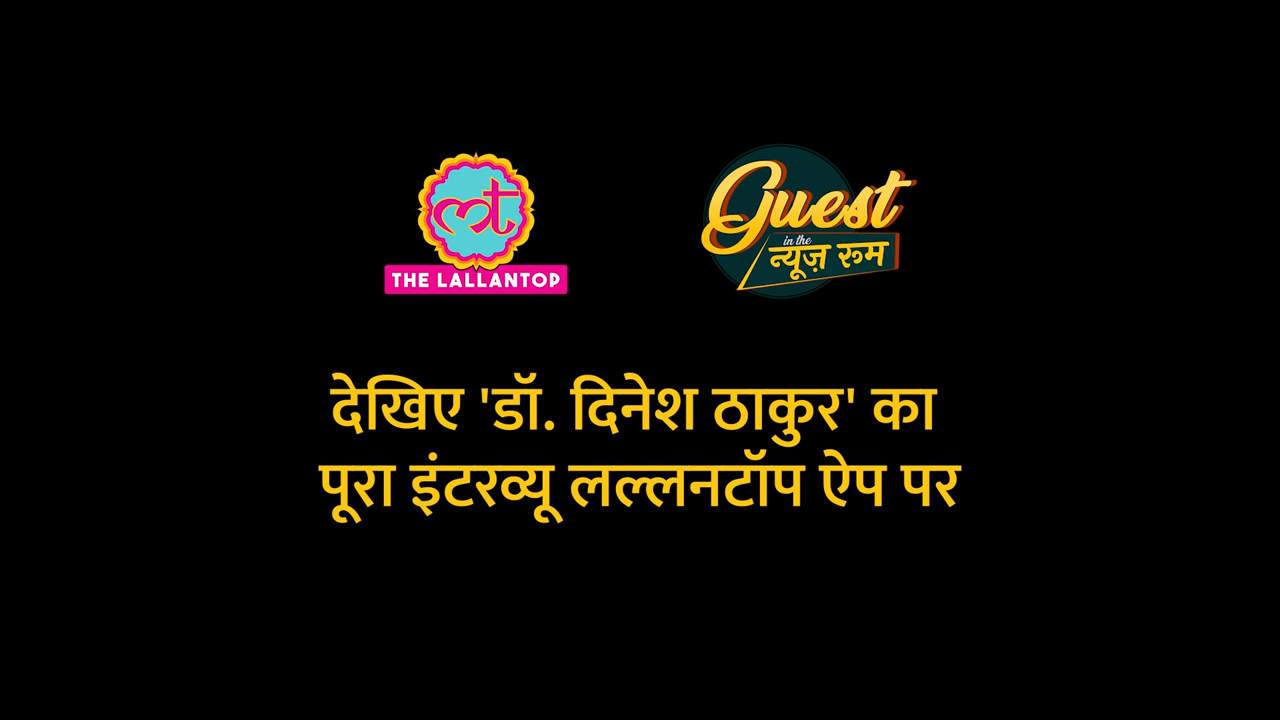 THE LALLANTOP
Guest
in the
न्यूज़ रूम
देखिए 'डॉ. दिनेश ठाकुर' का
पूरा इंटरव्यू लल्लनटॉप ऐप पर